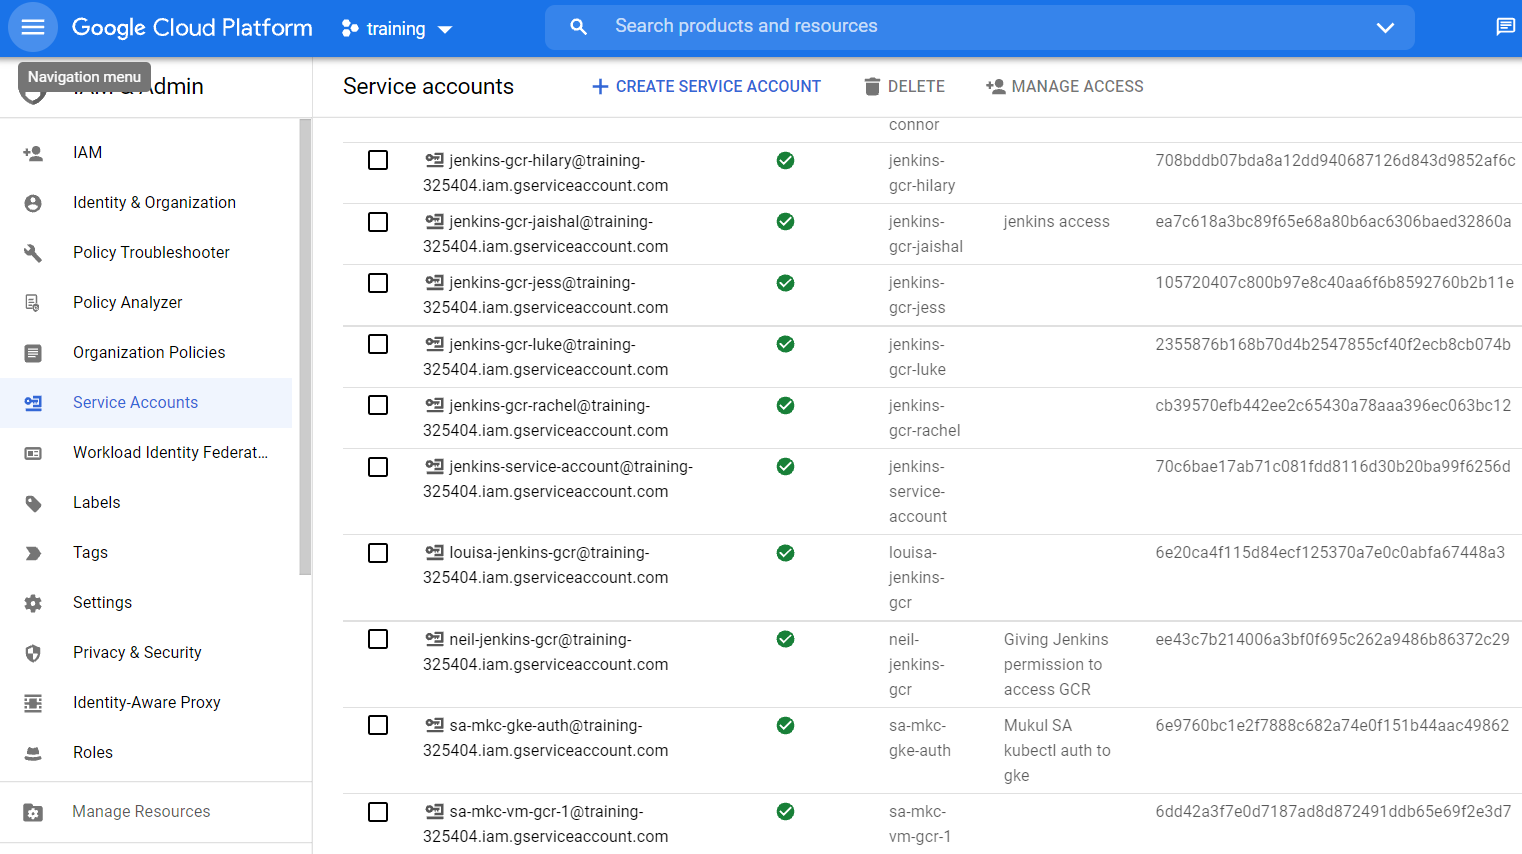 Google Cloud Platform
training
Search products and resources
Navigation menu
Service accounts
CREATE SERVICE ACCOUNT
DELETE
MANAGE ACCESS
IAM
Identity & Organization
Policy Troubleshooter
Policy Analyzer
Organization Policies
Service Accounts
Workload Identity Federat...
Labels
Tags
Settings
Privacy & Security
Identity-Aware Proxy
Roles
Manage Resources
connor
jenkins-gcr-hilary@training-
325404.iam.gserviceaccount.com
jenkins-
gcr-hilary
708bddb07bda8a12dd940687126d843d9852af6c
jenkins-gcr-jaishal@training-
325404.iam.gserviceaccount.com
jenkins-
gcr-jaishal
jenkins access
ea7c618a3bc89f65e68a80b6ac6306baed32860a
jenkins-gcr-jess@training-
325404.iam.gserviceaccount.com
jenkins-
gcr-jess
105720407c800b97e8c40aa6f6b8592760b2b11e
jenkins-gcr-luke@training-
325404.iam.gserviceaccount.com
jenkins-
gcr-luke
2355876b168b70d4b2547855cf40f2ecb8cb074b
jenkins-gcr-rachel@training-
325404.iam.gserviceaccount.com
jenkins-
gcr-rachel
cb39570efb442ee2c65430a78aaa396ec063bc12
jenkins-service-account@training-
325404.iam.gserviceaccount.com
jenkins-
service-
account
70c6bae17ab71c081fdd8116d30b20ba99f6256d
louisa-jenkins-gcr@training-
325404.iam.gserviceaccount.com
louisa-
jenkins-
gcr
6e20ca4f115d84ecf125370a7e0c0abfa67448a3
neil-jenkins-gcr@training-
325404.iam.gserviceaccount.com
neil-
jenkins-
gcr
Giving Jenkins
permission to
access GCR
ee43c7b214006a3bf0f695c262a9486b86372c29
sa-mkc-gke-auth@training-
325404.iam.gserviceaccount.com
sa-mkc-
gke-auth
Mukul SA
kubectl auth to
gke
6e9760bc1e2f7888c682a74e0f151b44aac49862
sa-mkc-vm-gcr-1@training-
325404.iam.gserviceaccount.com
sa-mkc-
vm-gcr-1
6dd42a3f7e0d7187ad8d872491ddb65e69f2e3d7